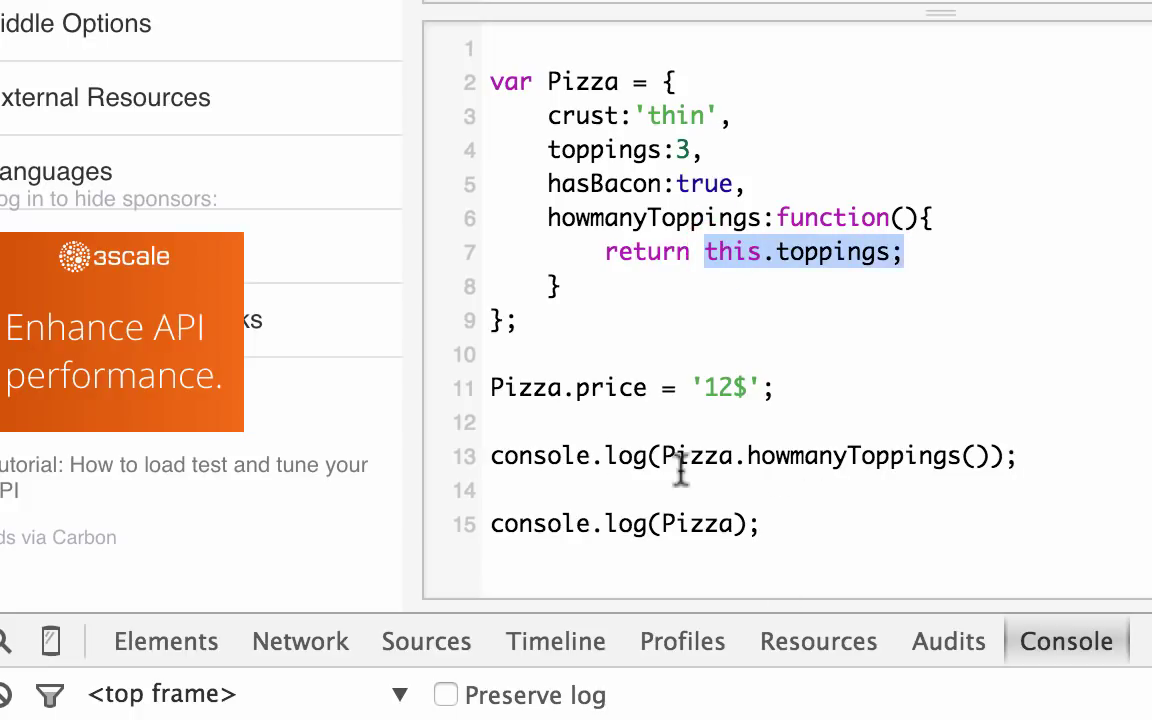 iddle Options
xternal Resources
anguages
og in to hide sponsors:
3scale
Enhance API
performance.
ks
utorial: How to load test and tune your
PI
ds via Carbon
1
2 var Pizza = {
3 crust:'thin',
4 toppings:3,
5 hasBacon:true,
6 howmanyToppings:function(){
7 return this.toppings;
8 }
9 };
10
11 Pizza.price = '12$';
12
13 console.log(Pizza.howmanyToppings());
14
15 console.log(Pizza);
Elements Network Sources Timeline Profiles Resources Audits Console
<top frame> ▼ Preserve log